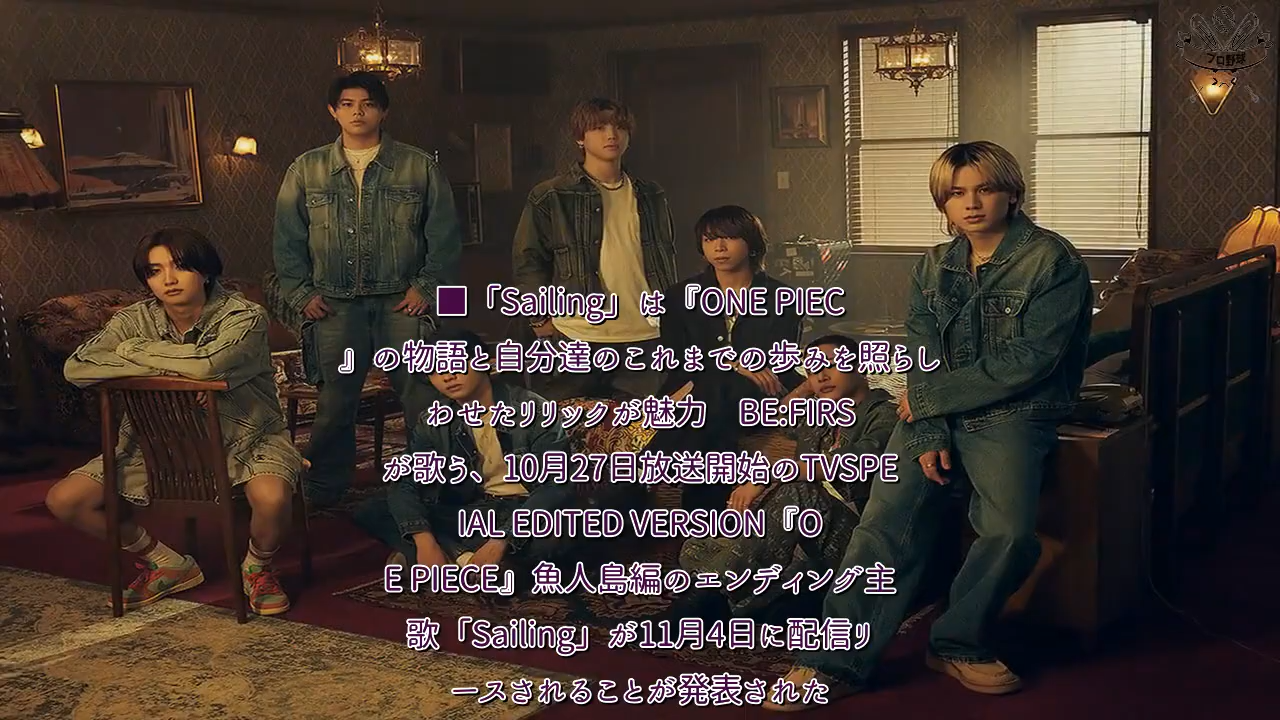 プロ野球
■「Sailing」は『ONE PIEC
』の物語と自分達のこれまでの歩みを照らし
わせたリリックが魅力　BE:FIRS
が歌う、10月27日放送開始のTVSPE
IAL EDITED VERSION『O
E PIECE』魚人島編のエンディング主
歌「Sailing」が11月4日に配信リ
ースされることが発表された